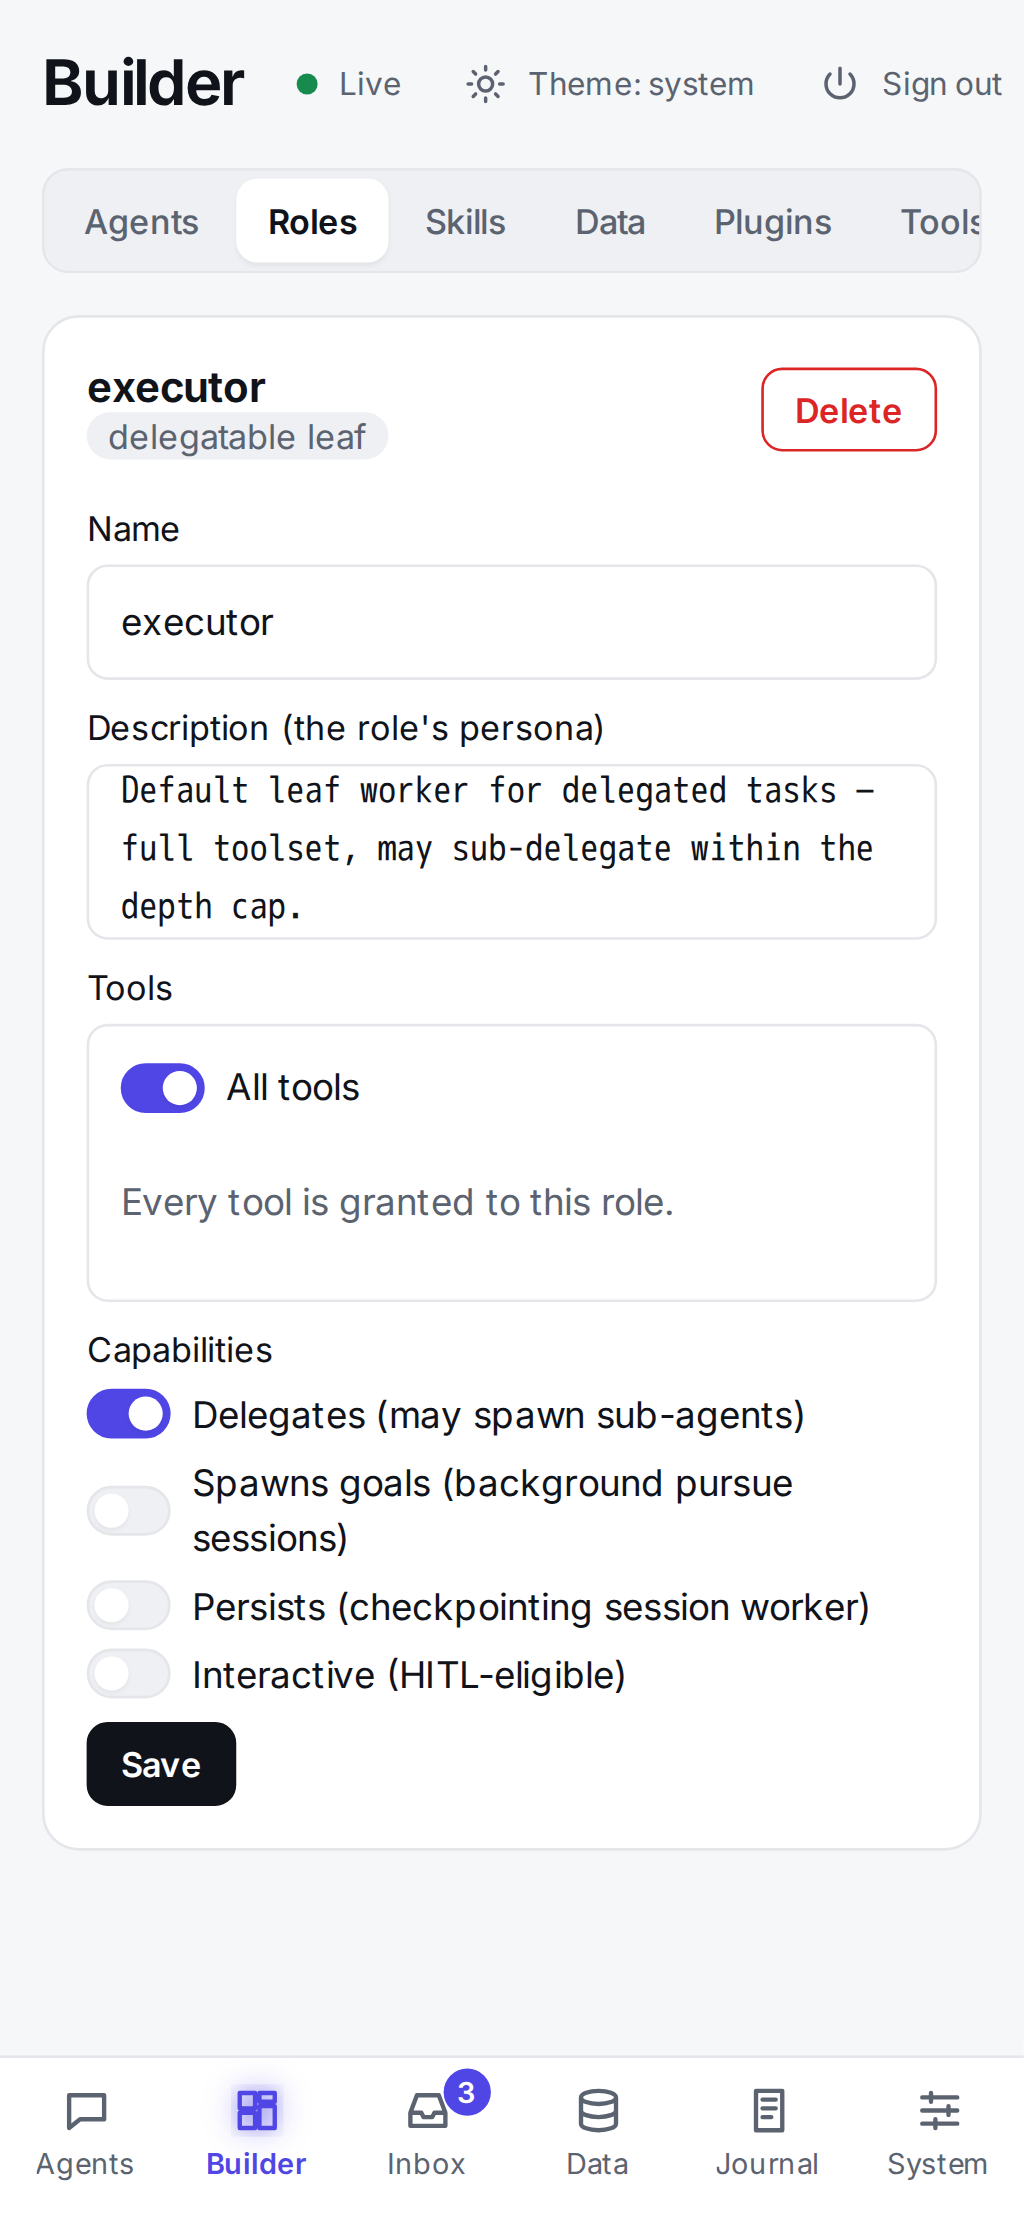 Builder
Live
Theme: system
Sign out
Agents
Roles
Skills
Data
Plugins
Tools
executor
delegatable leaf
Delete
Name
executor
Description (the role's persona)
Default leaf worker for delegated tasks —
full toolset, may sub-delegate within the
depth cap.
Tools
All tools
Every tool is granted to this role.
Capabilities
Delegates (may spawn sub-agents)
Spawns goals (background pursue
sessions)
Persists (checkpointing session worker)
Interactive (HITL-eligible)
Save
3
Agents
Builder
Inbox
Data
Journal
System